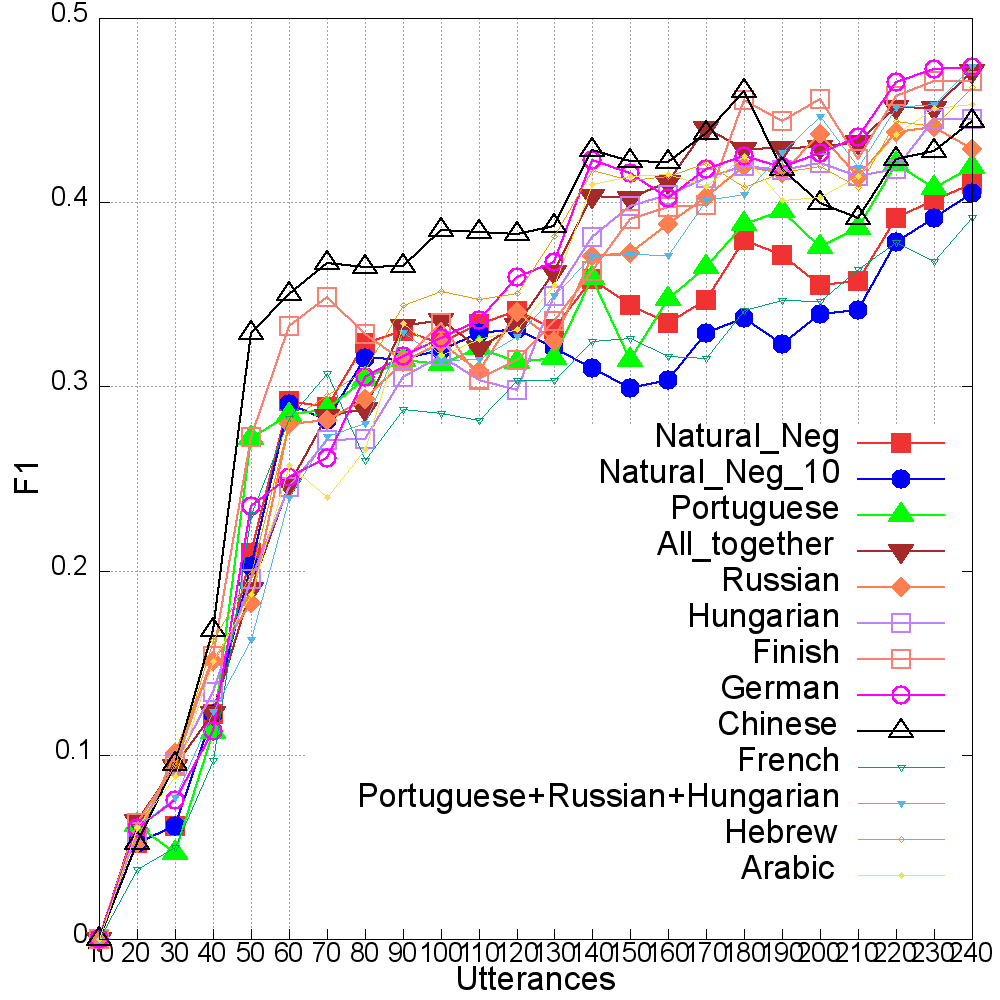 0.5
0.4
0.3
0.2
0.1
0
F1
Natural_Neg
Natural_Neg_10
Portuguese
All_together
Russian
Hungarian
Finish
German
Chinese
French
Portuguese+Russian+Hungarian
Hebrew
Arabic
10 20 30 40 50 60 70 80 90 100 110 120 130 140 150 160 170 180 190 200 210 220 230 240
Utterances